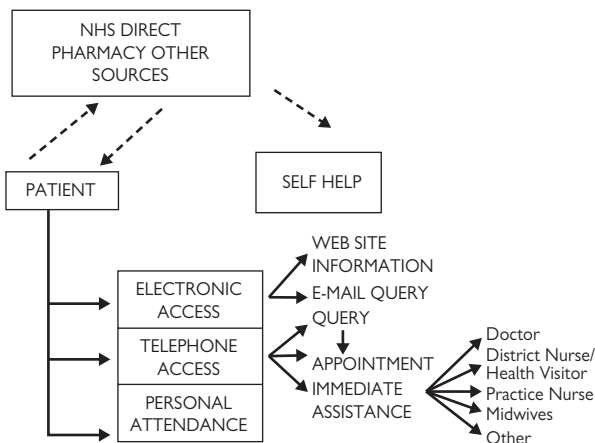 NHS DIRECT
PHARMACY OTHER
SOURCES
PATIENT
SELF HELP
ELECTRONIC
ACCESS
TELEPHONE
ACCESS
PERSONAL
ATTENDANCE
WEB SITE
INFORMATION
E-MAIL QUERY
QUERY
APPOINTMENT
IMMEDIATE
ASSISTANCE
Doctor
District Nurse/
Health Visitor
Practice Nurse
Midwives
Other